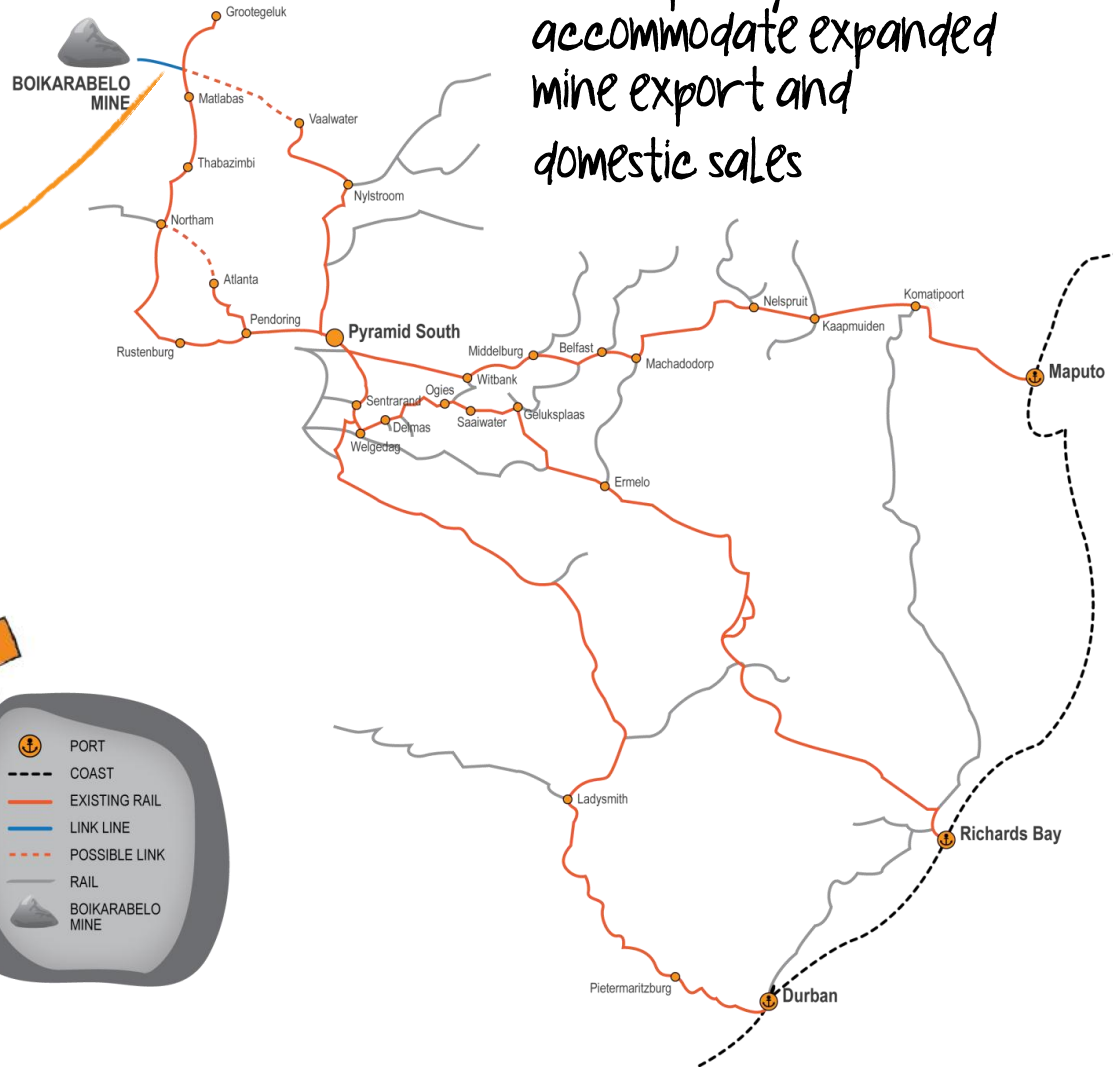 accommodate expanded
mine export and
domestic sales
Grootegeluk
BOIKARABELO
MINE
Matlabas
Vaalwater
Thabazimbi
Nylstroom
Northam
Atlanta
Pendoring
Rustenburg
Pyramid South
Nelspruit
Komatipoort
Kaapmuiden
Middelburg
Belfast
Machadodorp
Maputo
Witbank
Ogies
Sentrarand
Saaiwater
Geluksplaas
Delmas
Welgedag
Ermelo
PORT
COAST
EXISTING RAIL
LINK LINE
POSSIBLE LINK
RAIL
BOIKARABELO
MINE
Ladysmith
Richards Bay
Pietermaritzburg
Durban